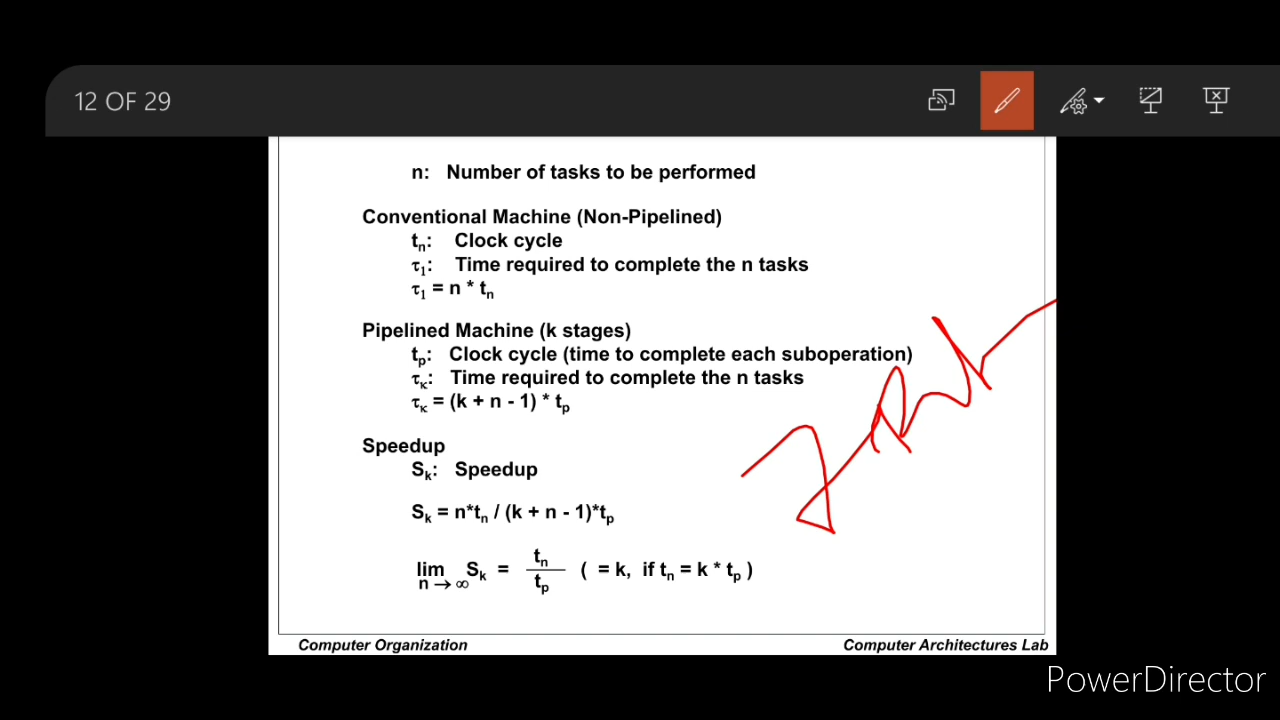 12 OF 29
n: Number of tasks to be performed
Conventional Machine (Non-Pipelined)
tn: Clock cycle
τ1: Time required to complete the n tasks
τ1 = n * tn
Pipelined Machine (k stages)
tp: Clock cycle (time to complete each suboperation)
τκ: Time required to complete the n tasks
τκ = (k + n - 1) * tp
Speedup
Sk: Speedup
Sk = n*tn / (k + n - 1)*tp
lim n → ∞ Sk = tn / tp ( = k, if tn = k * tp )
Computer Organization
Computer Architectures Lab
PowerDirector